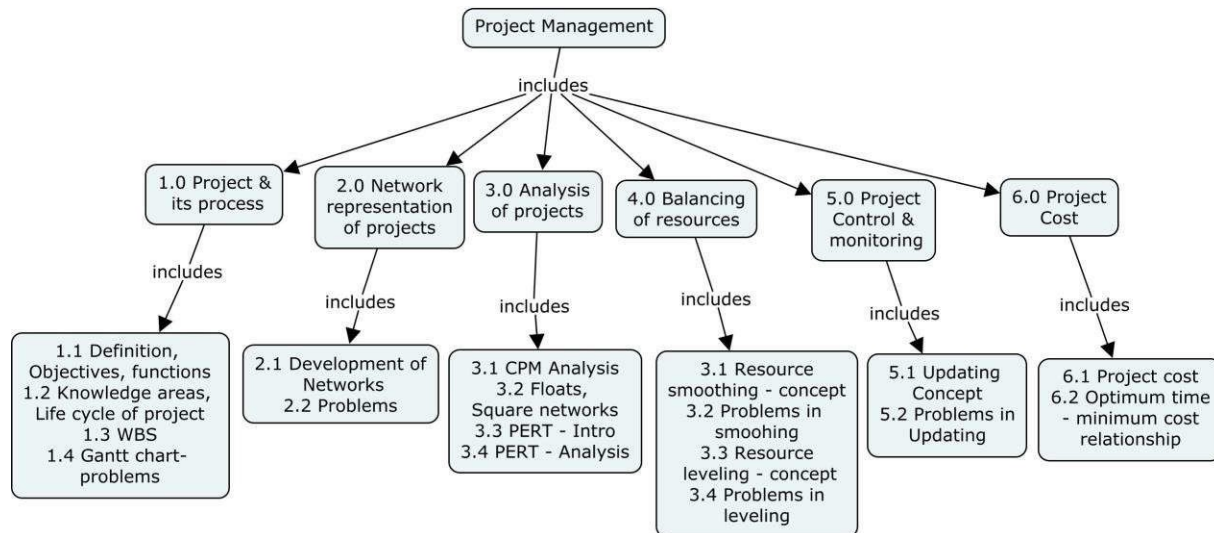 Project Management
includes
1.0 Project &
its process
2.0 Network
representation
of projects
3.0 Analysis
of projects
4.0 Balancing
of resources
5.0 Project
Control &
monitoring
6.0 Project
Cost
includes
includes
includes
includes
includes
includes
1.1 Definition,
Objectives, functions
1.2 Knowledge areas,
Life cycle of project
1.3 WBS
1.4 Gantt chart-
problems
2.1 Development of
Networks
2.2 Problems
3.1 CPM Analysis
3.2 Floats,
Square networks
3.3 PERT - Intro
3.4 PERT - Analysis
3.1 Resource
smoothing - concept
3.2 Problems in
smoohing
3.3 Resource
leveling - concept
3.4 Problems in
leveling
5.1 Updating
Concept
5.2 Problems in
Updating
6.1 Project cost
6.2 Optimum time
- minimum cost
relationship